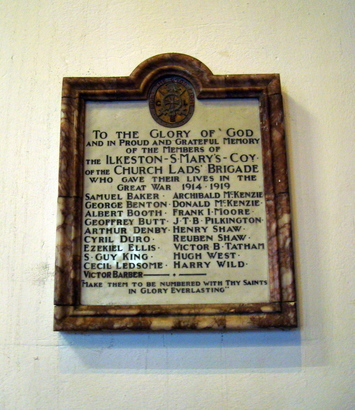 TO THE GLORY OF GOD
AND IN PROUD AND GRATEFUL MEMORY
OF THE MEMBERS OF
THE ILKESTON-S·MARY'S-COY·
OF THE CHURCH LADS' BRIGADE
WHO GAVE THEIR LIVES IN THE
GREAT WAR 1914-1919
SAMUEL BAKER · ARCHIBALD MCKENZIE
GEORGE BENTON · DONALD MCKENZIE
ALBERT BOOTH · FRANK I·MOORE
GEOFFREY BUTT · J·T·B·PILKINGTON
ARTHUR DENBY · HENRY SHAW
CYRIL DURO · REUBEN SHAW
EZEKIEL ELLIS · VICTOR B·TATHAM
S·GUY KING · HUGH WEST
CECIL LEDSOME · HARRY WILD
VICTOR BARBER
"MAKE THEM TO BE NUMBERED WITH THY SAINTS
IN GLORY EVERLASTING"